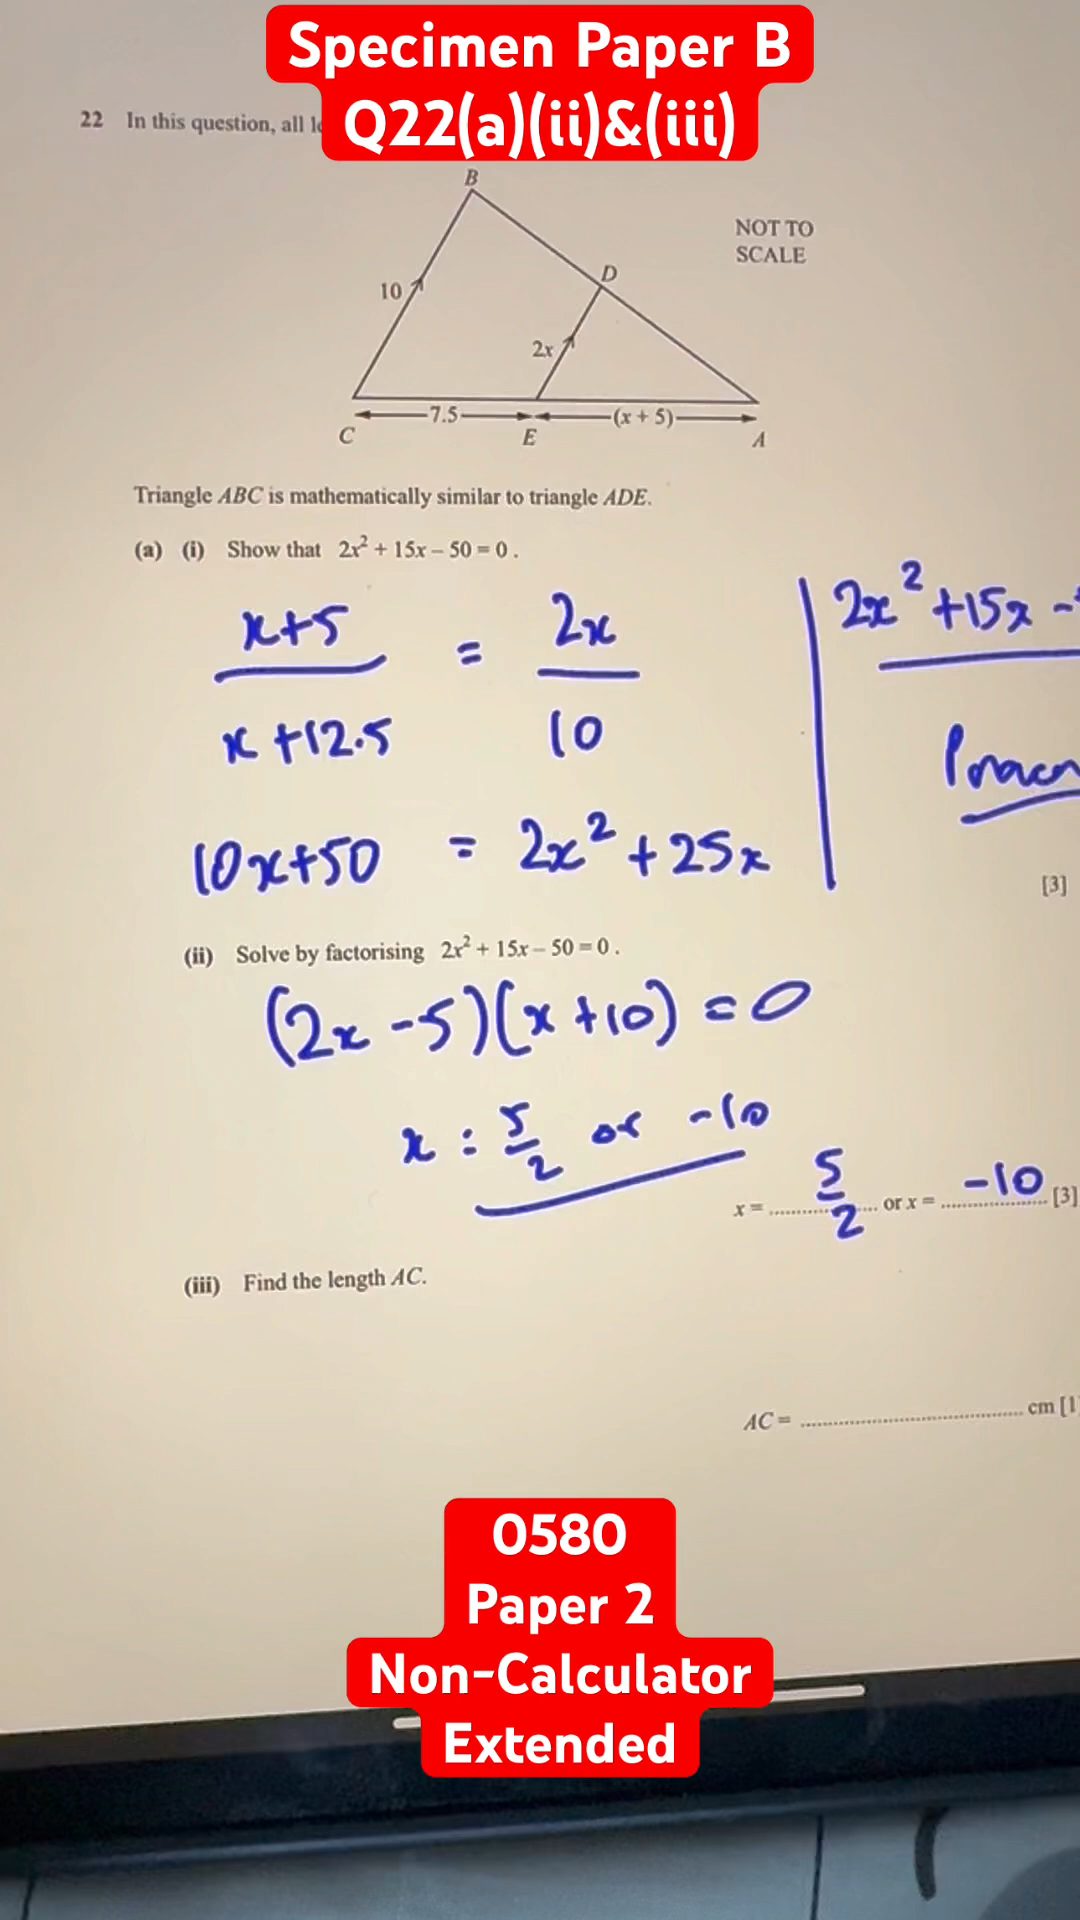 Specimen Paper B
Q22(a)(ii)&(iii)
22 In this question, all
B
NOT TO
SCALE
D
10
2x
7.5
(x + 5)
C
E
A
Triangle ABC is mathematically similar to triangle ADE.
(a) (i) Show that 2x² + 15x – 50 = 0 .
x+5 / x+12.5 = 2x / 10
2x² +15x -
10x+50 = 2x² + 25x
[3]
(ii) Solve by factorising 2x² + 15x – 50 = 0 .
(2x -5)(x +10) = 0
x = 5/2 or -10
x = 5/2 or x = -10 [3]
(iii) Find the length AC.
AC = cm [1]
0580
Paper 2
Non-Calculator
Extended